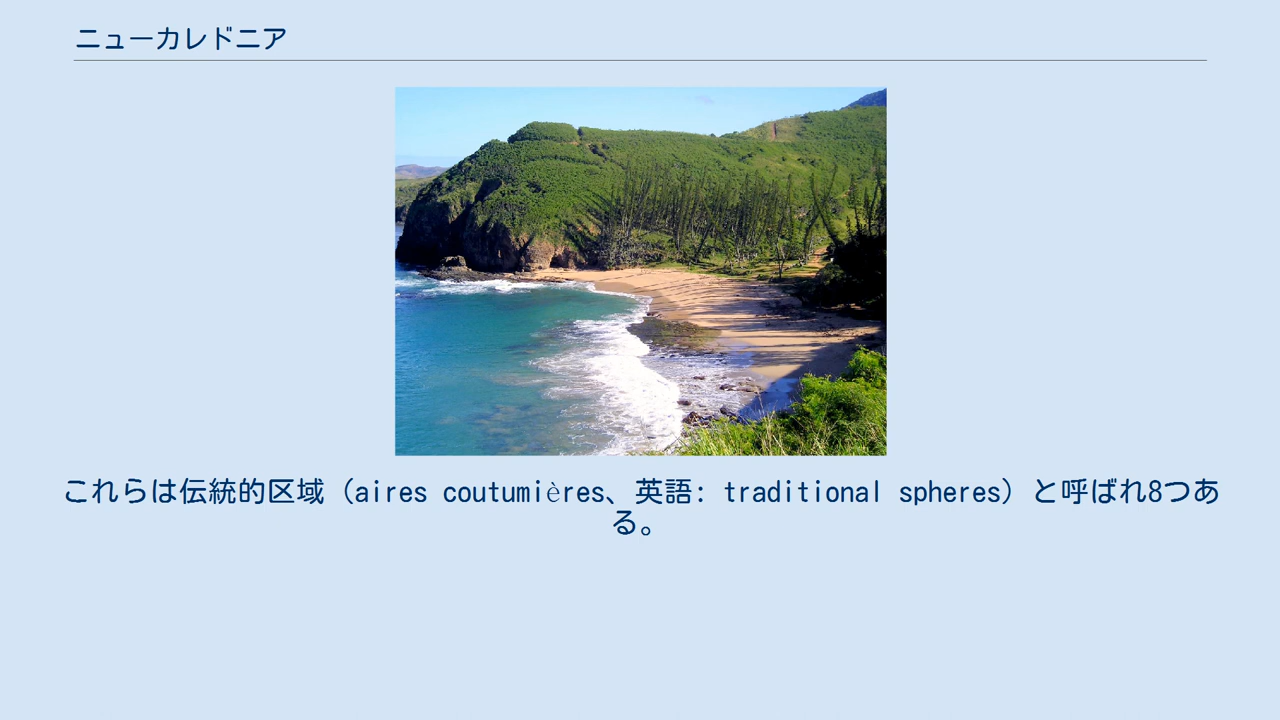 ニューカレドニア
これらは伝統的区域（aires coutumières、英語: traditional spheres）と呼ばれ8つあ
る。